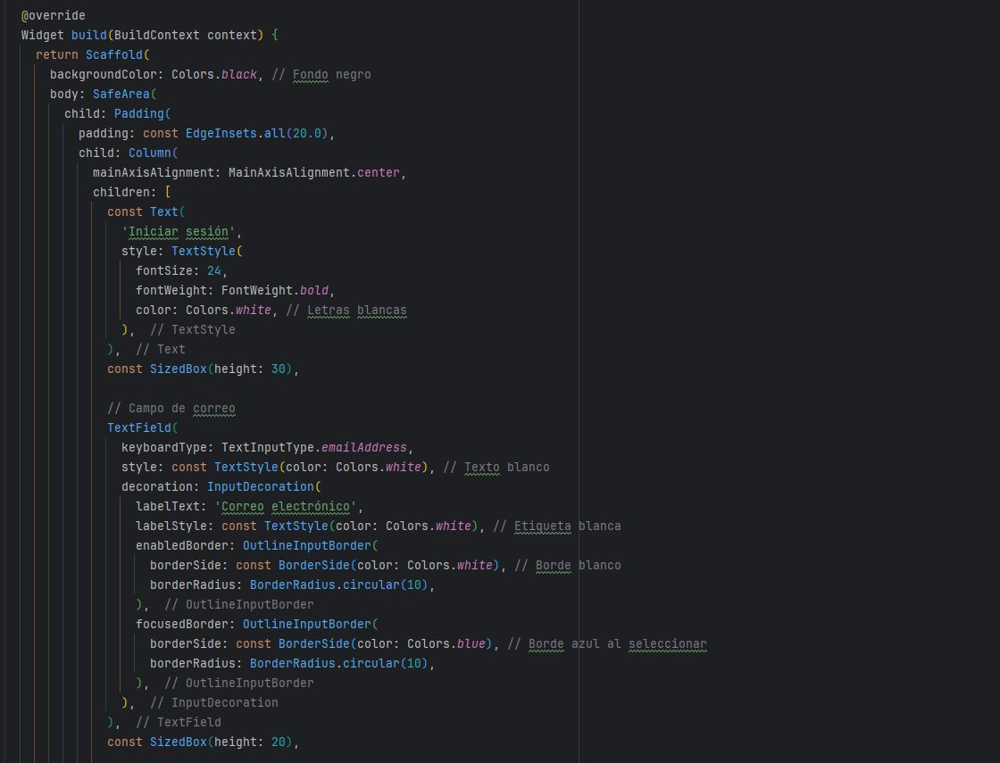 @override
Widget build(BuildContext context) {
  return Scaffold(
    backgroundColor: Colors.black, // Fondo negro
    body: SafeArea(
      child: Padding(
        padding: const EdgeInsets.all(20.0),
        child: Column(
          mainAxisAlignment: MainAxisAlignment.center,
          children: [
            const Text(
              'Iniciar sesión',
              style: TextStyle(
                fontSize: 24,
                fontWeight: FontWeight.bold,
                color: Colors.white, // Letras blancas
              ),  // TextStyle
            ),  // Text
            const SizedBox(height: 30),

            // Campo de correo
            TextField(
              keyboardType: TextInputType.emailAddress,
              style: const TextStyle(color: Colors.white), // Texto blanco
              decoration: InputDecoration(
                labelText: 'Correo electrónico',
                labelStyle: const TextStyle(color: Colors.white), // Etiqueta blanca
                enabledBorder: OutlineInputBorder(
                  borderSide: const BorderSide(color: Colors.white), // Borde blanco
                  borderRadius: BorderRadius.circular(10),
                ),  // OutlineInputBorder
                focusedBorder: OutlineInputBorder(
                  borderSide: const BorderSide(color: Colors.blue), // Borde azul al seleccionar
                  borderRadius: BorderRadius.circular(10),
                ),  // OutlineInputBorder
              ),  // InputDecoration
            ),  // TextField
            const SizedBox(height: 20),